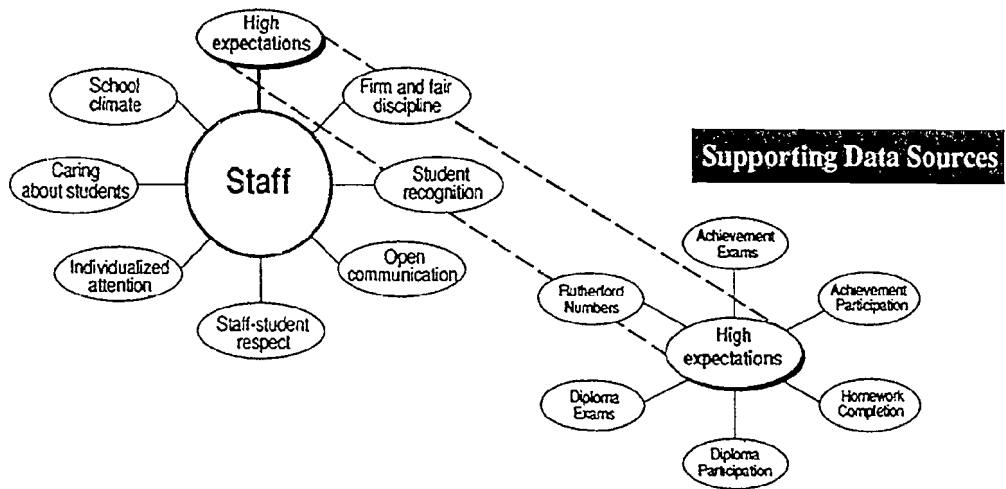 High
expectations
School
climate
Firm and fair
discipline
Caring
about students
Staff
Student
recognition
Individualized
attention
Open
communication
Staff-student
respect
Supporting Data Sources
Achievement
Exams
Rutherford
Numbers
Achievement
Participation
High
expectations
Diploma
Exams
Homework
Completion
Diploma
Participation